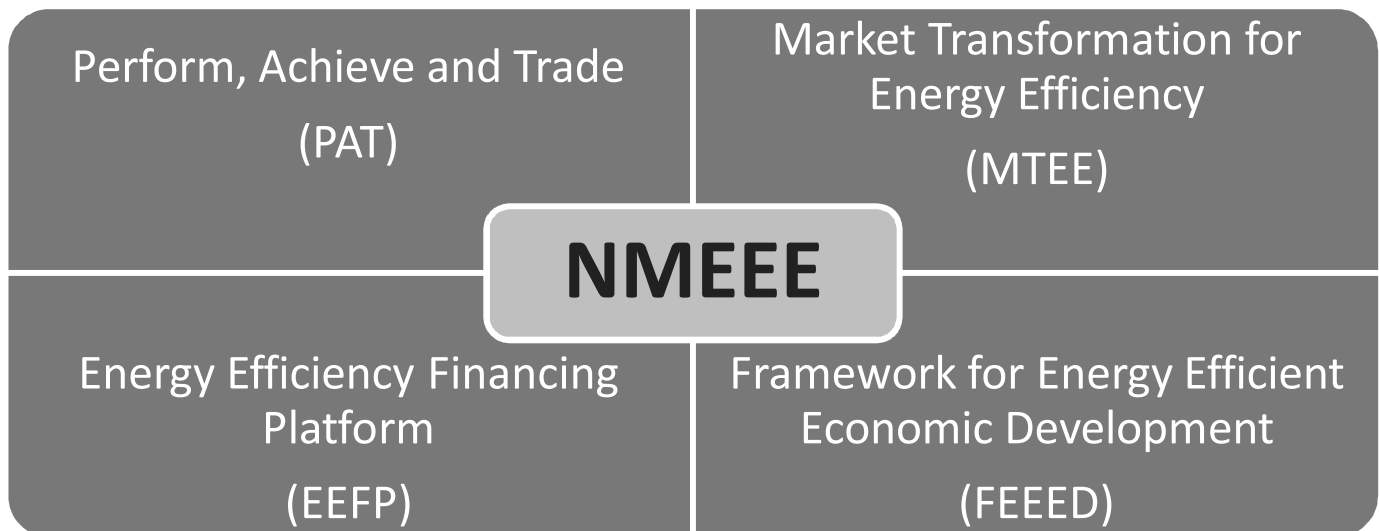 Perform, Achieve and Trade
(PAT)
Market Transformation for
Energy Efficiency
(MTEE)
NMEEE
Energy Efficiency Financing
Platform
(EEFP)
Framework for Energy Efficient
Economic Development
(FEEED)